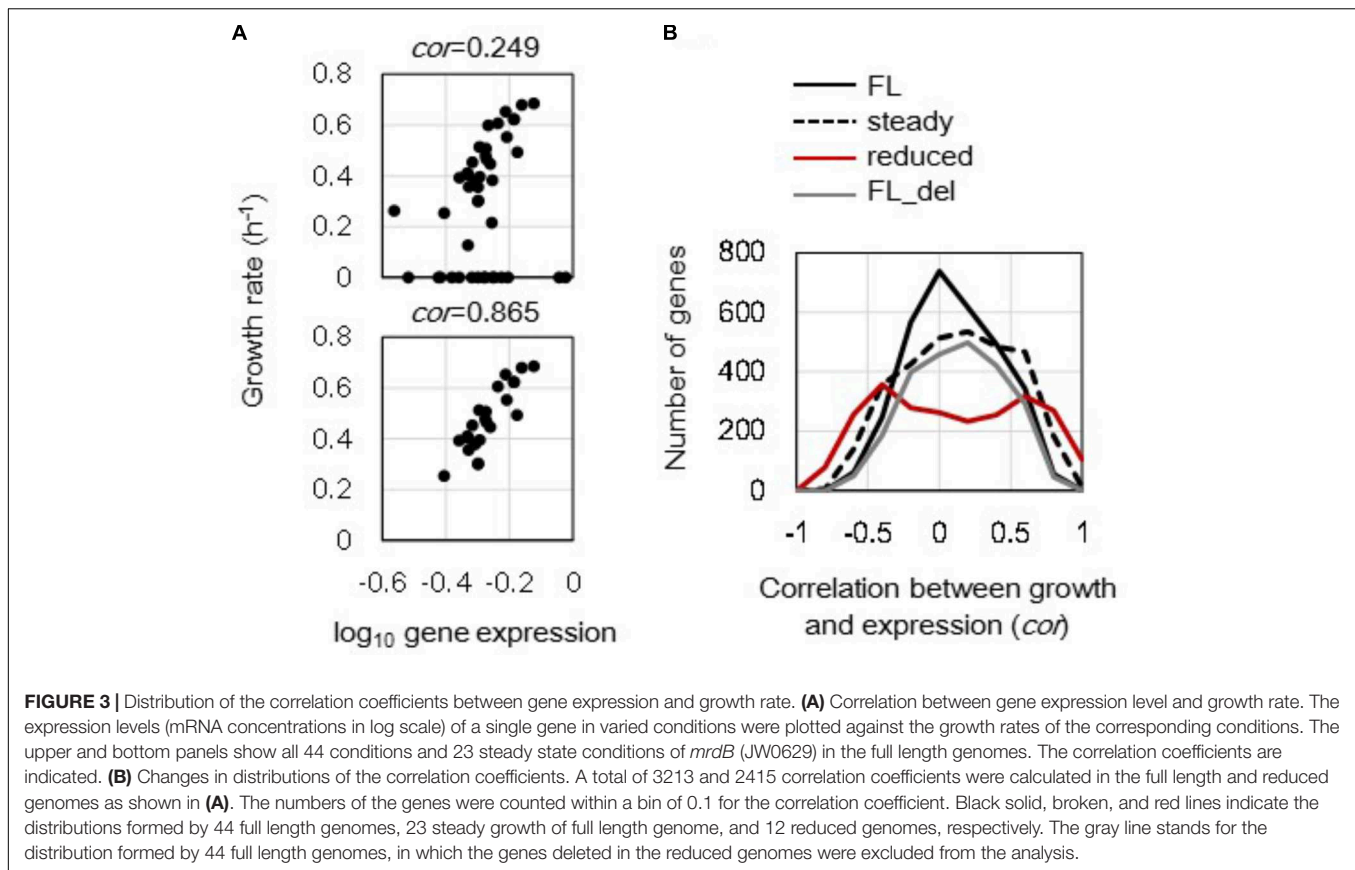 A
cor=0.249
0.8
0.6
0.4
0.2
0
cor=0.865
0.8
0.6
0.4
0.2
0
Growth rate (h-1)
-0.6 -0.4 -0.2 0
log10 gene expression
B
FL
steady
reduced
FL_del
800
600
400
200
0
Number of genes
-1 -0.5 0 0.5 1
Correlation between growth
and expression (cor)
FIGURE 3 | Distribution of the correlation coefficients between gene expression and growth rate. (A) Correlation between gene expression level and growth rate. The
expression levels (mRNA concentrations in log scale) of a single gene in varied conditions were plotted against the growth rates of the corresponding conditions. The
upper and bottom panels show all 44 conditions and 23 steady state conditions of mrdB (JW0629) in the full length genomes. The correlation coefficients are
indicated. (B) Changes in distributions of the correlation coefficients. A total of 3213 and 2415 correlation coefficients were calculated in the full length and reduced
genomes as shown in (A). The numbers of the genes were counted within a bin of 0.1 for the correlation coefficient. Black solid, broken, and red lines indicate the
distributions formed by 44 full length genomes, 23 steady growth of full length genome, and 12 reduced genomes, respectively. The gray line stands for the
distribution formed by 44 full length genomes, in which the genes deleted in the reduced genomes were excluded from the analysis.